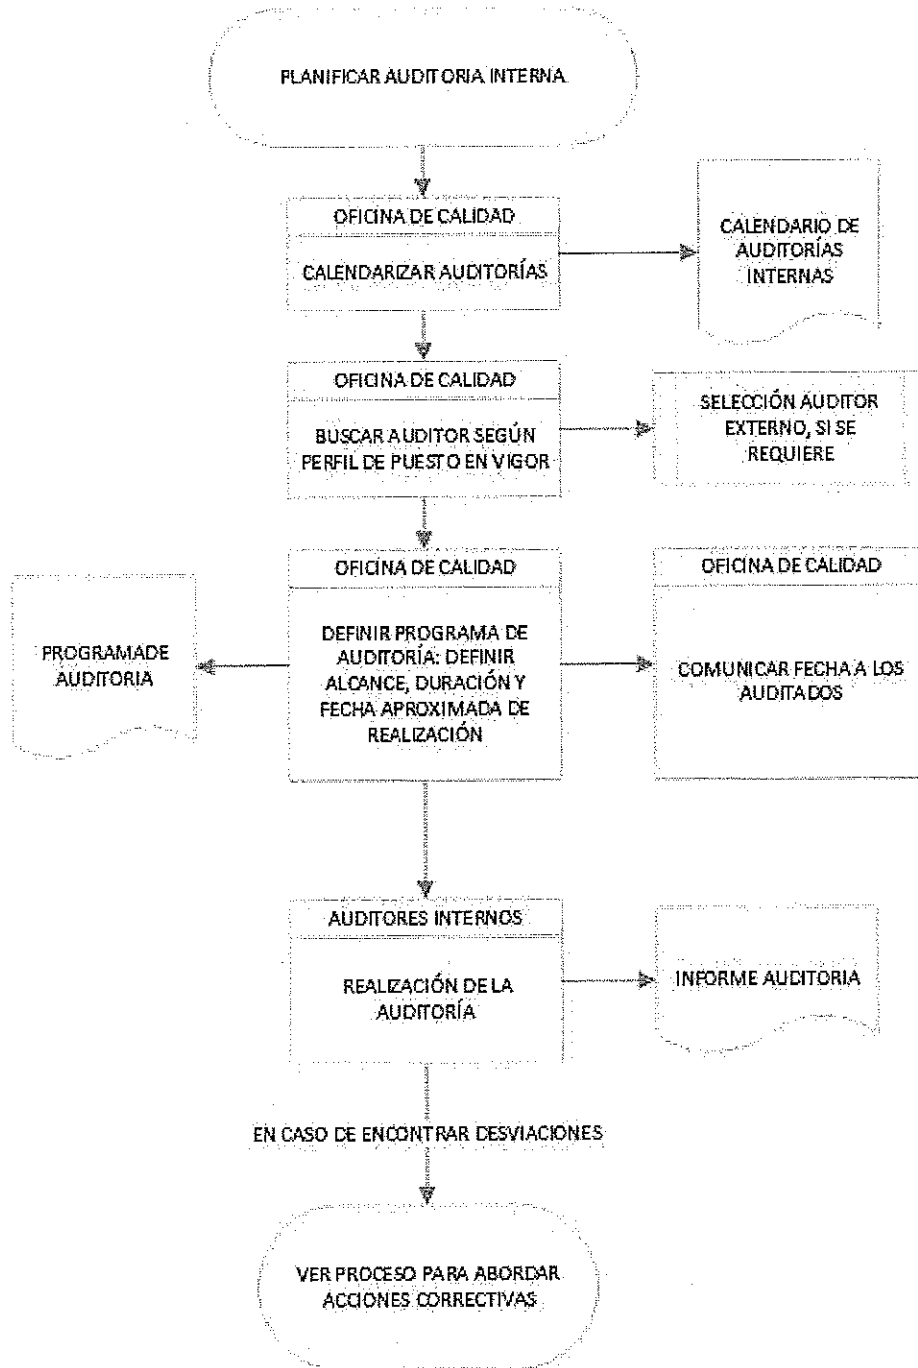 PLANIFICAR AUDITORIA INTERNA
OFICINA DE CALIDAD
CALENDARIZAR AUDITORÍAS
CALENDARIO DE
AUDITORÍAS
INTERNAS
OFICINA DE CALIDAD
BUSCAR AUDITOR SEGÚN
PERFIL DE PUESTO EN VIGOR
SELECCIÓN AUDITOR
EXTERNO, SI SE
REQUIERE
OFICINA DE CALIDAD
DEFINIR PROGRAMA DE
AUDITORÍA: DEFINIR
ALCANCE, DURACIÓN Y
FECHA APROXIMADA DE
REALIZACIÓN
PROGRAMADE
AUDITORIA
OFICINA DE CALIDAD
COMUNICAR FECHA A LOS
AUDITADOS
AUDITORES INTERNOS
REALIZACIÓN DE LA
AUDITORÍA
INFORME AUDITORIA
EN CASO DE ENCONTRAR DESVIACIONES
VER PROCESO PARA ABORDAR
ACCIONES CORRECTIVAS